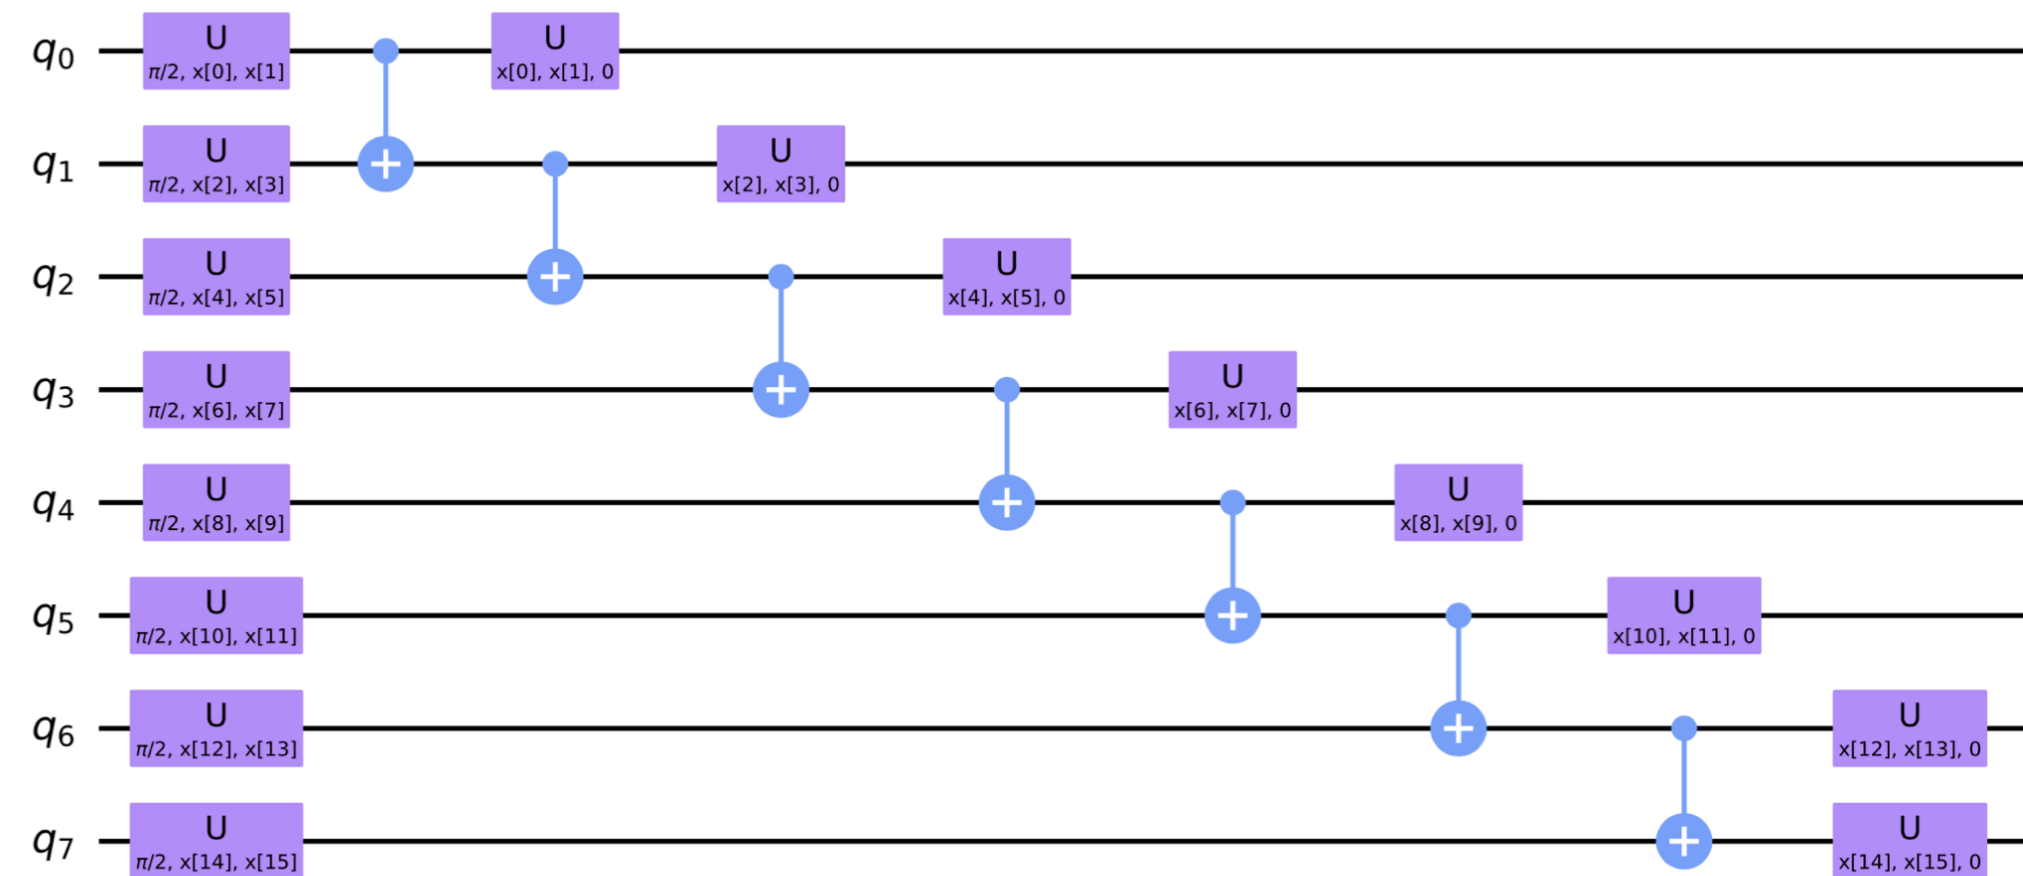 q0 U U
π/2, x[0], x[1] x[0], x[1], 0
q1 U U
π/2, x[2], x[3] x[2], x[3], 0
q2 U U
π/2, x[4], x[5] x[4], x[5], 0
q3 U U
π/2, x[6], x[7] x[6], x[7], 0
q4 U U
π/2, x[8], x[9] x[8], x[9], 0
q5 U U
π/2, x[10], x[11] x[10], x[11], 0
q6 U U
π/2, x[12], x[13] x[12], x[13], 0
q7 U U
π/2, x[14], x[15] x[14], x[15], 0